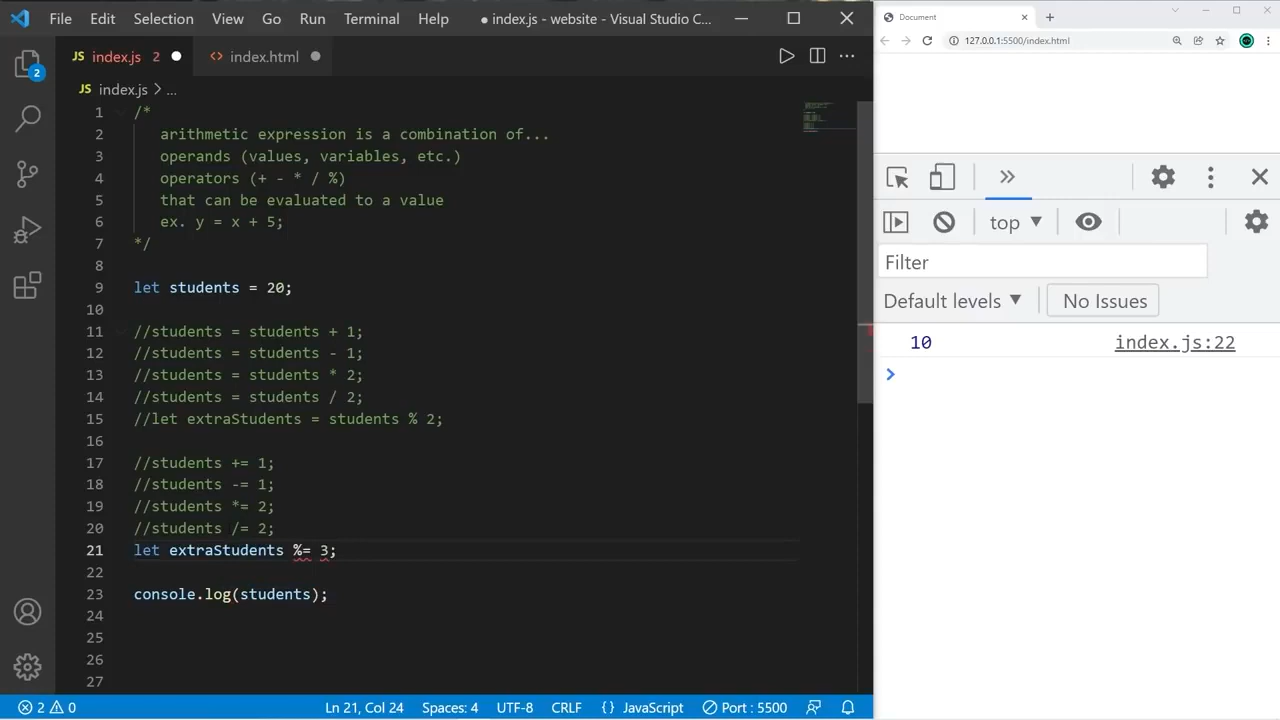 File Edit Selection View Go Run Terminal Help ● index.js - website - Visual Studio C...
JS index.js 2 index.html
JS index.js > ...
2
1 /*
2 arithmetic expression is a combination of...
3 operands (values, variables, etc.)
4 operators (+ - * / %)
5 that can be evaluated to a value
6 ex. y = x + 5;
7 */
8
9 let students = 20;
10
11 //students = students + 1;
12 //students = students - 1;
13 //students = students * 2;
14 //students = students / 2;
15 //let extraStudents = students % 2;
16
17 //students += 1;
18 //students -= 1;
19 //students *= 2;
20 //students /= 2;
21 let extraStudents %= 3;
22
23 console.log(students);
24
25
26
27
2 0 Ln 21, Col 24 Spaces: 4 UTF-8 CRLF {} JavaScript Port : 5500
Document
127.0.0.1:5500/index.html
top
Filter
Default levels No Issues
10 index.js:22